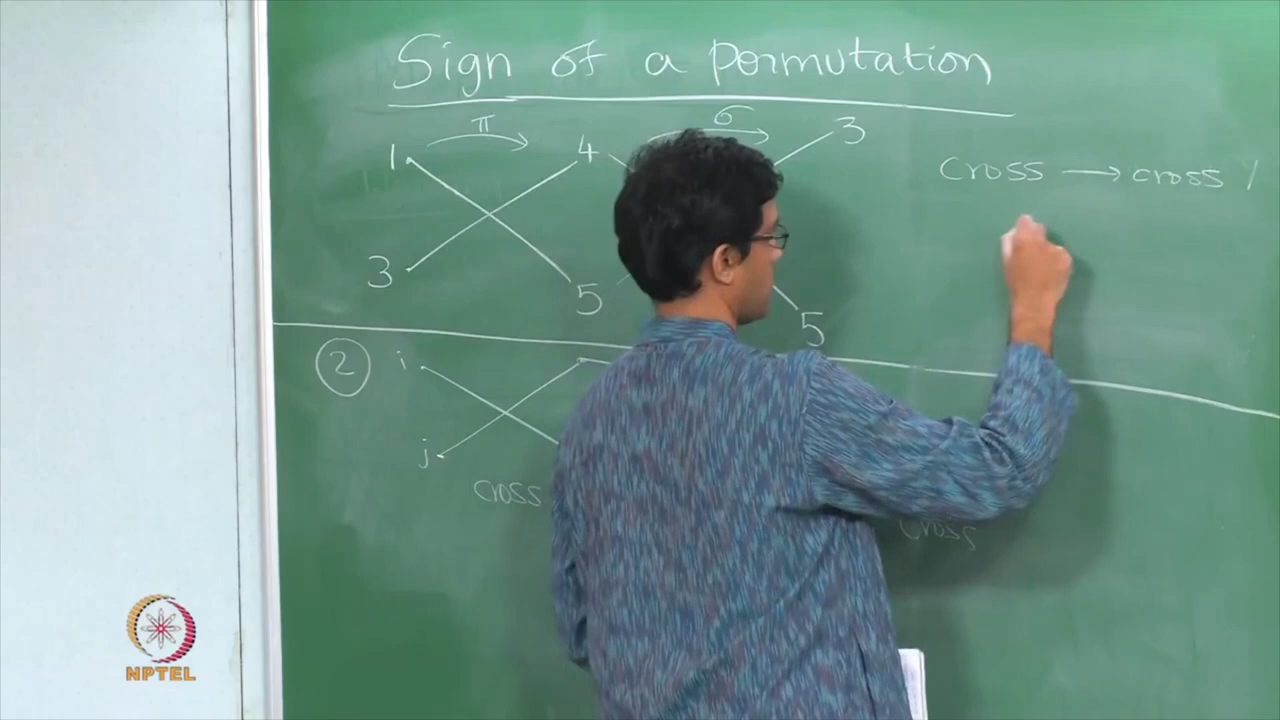 Sign of a permutation
π σ
1 4 3
cross → cross
3 5 5
2 i
j
cross cross
NPTEL